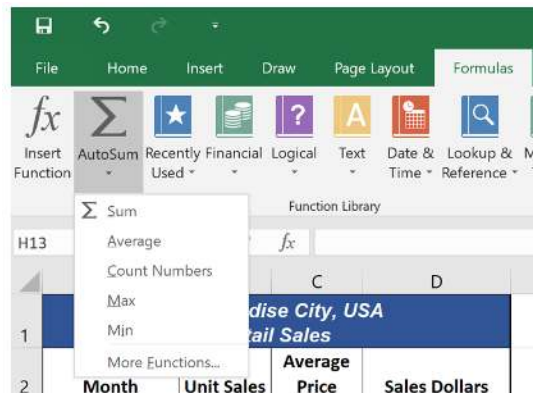 File Home Insert Draw Page Layout Formulas
fx Σ ? A
Insert AutoSum Recently Financial Logical Text Date & Lookup & M
Function Used Time Reference
Function Library
Σ Sum
Average
Count Numbers
Max
Min
More Functions...
H13 fx
C D
1 dise City, USA
ail Sales
Average
2 Month Unit Sales Price Sales Dollars